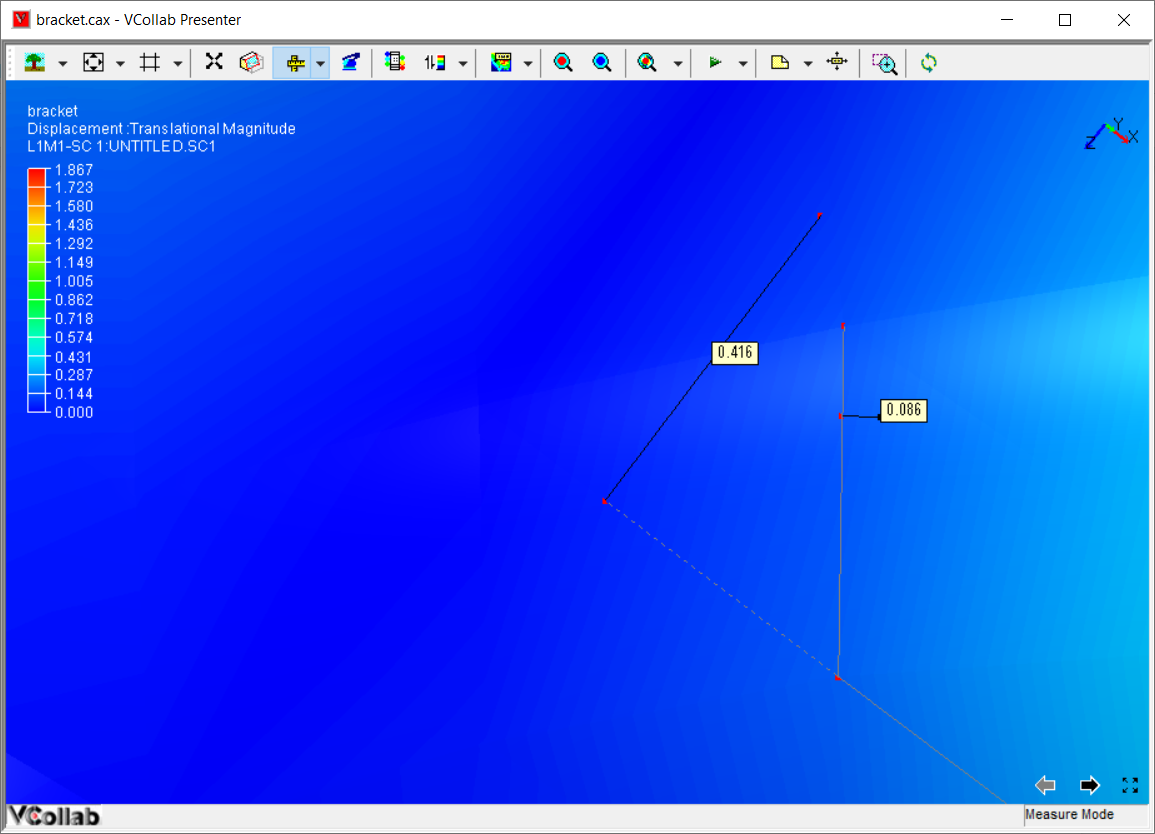 bracket.cax - VCollab Presenter
bracket
Displacement :Translational Magnitude
L1M1-SC 1:UNTITLED.SC1
1.867
1.723
1.580
1.436
1.292
1.149
1.005
0.862
0.718
0.574
0.431
0.287
0.144
0.000
Y
X
Z
0.416
0.086
VCollab
Measure Mode